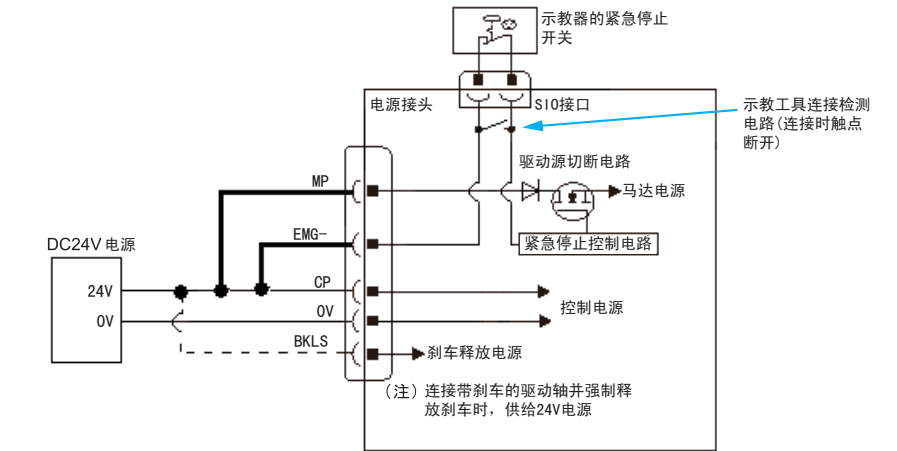 示教器的紧急停止
开关
电源接头
SIO接口
示教工具连接检测
电路(连接时触点
断开)
驱动源切断电路
MP
马达电源
EMG-
紧急停止控制电路
DC24V 电源
24V
CP
控制电源
0V
0V
BKLS
刹车释放电源
(注) 连接带刹车的驱动轴并强制释
放刹车时, 供给24V电源